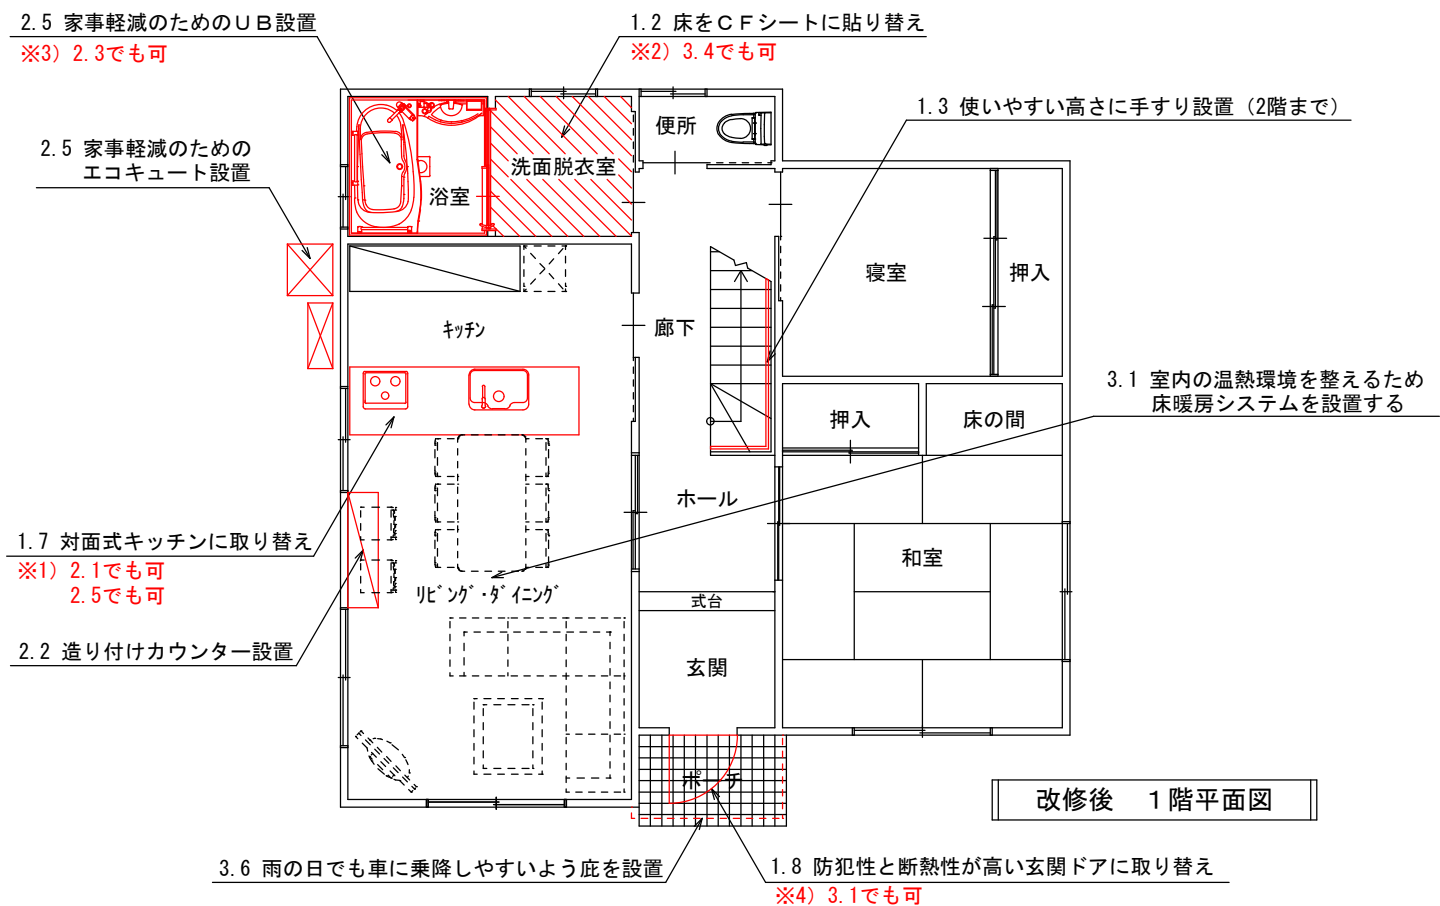 2.5 家事軽減のためのＵＢ設置
※3) 2.3でも可
1.2 床をＣＦシートに貼り替え
※2) 3.4でも可
1.3 使いやすい高さに手すり設置（2階まで）
2.5 家事軽減のための
エコキュート設置
便所
洗面脱衣室
浴室
寝室
押入
ｷｯﾁﾝ
廊下
3.1 室内の温熱環境を整えるため
床暖房システムを設置する
押入
床の間
ホール
1.7 対面式キッチンに取り替え
※1) 2.1でも可
2.5でも可
和室
ﾘﾋﾞﾝｸﾞ･ﾀﾞｲﾆﾝｸﾞ
式台
2.2 造り付けカウンター設置
玄関
ポーチ
改修後　１階平面図
3.6 雨の日でも車に乗降しやすいよう庇を設置
1.8 防犯性と断熱性が高い玄関ドアに取り替え
※4) 3.1でも可